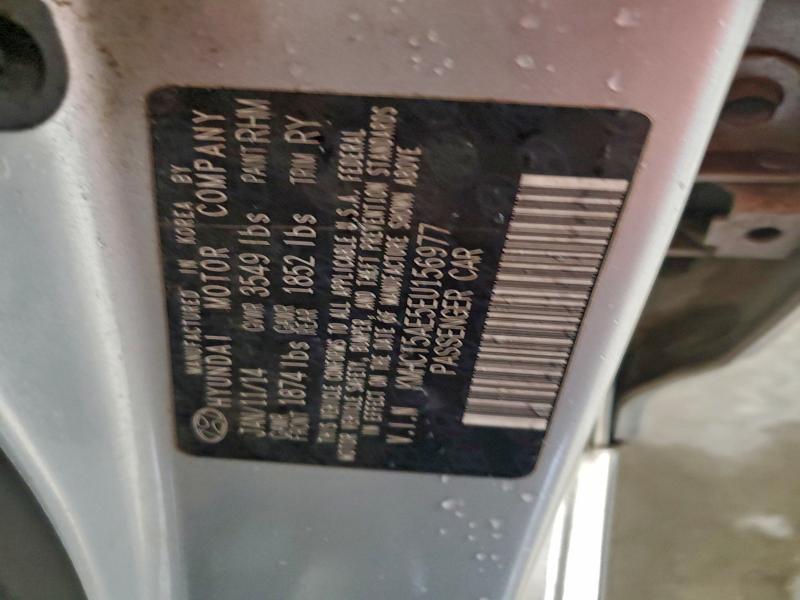 MANUFACTURED IN KOREA BY
HYUNDAI MOTOR COMPANY
JAN/11/14 GVWR 3549 lbs PAINT RHM
GAWR FRNT 1874 lbs GAWR REAR 1852 lbs TRIM RY
THIS VEHICLE CONFORMS TO ALL APPLICABLE U.S.A. FEDERAL
MOTOR VEHICLE SAFETY, BUMPER, AND THEFT PREVENTION STANDARDS
IN EFFECT ON THE DATE OF MANUFACTURE SHOWN ABOVE
V.I.N KMHCT5AE5EU156977
PASSENGER CAR